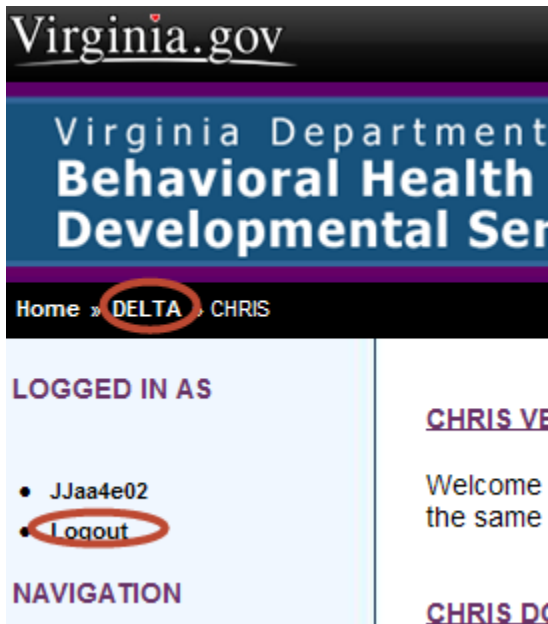 Virginia.gov
Virginia Department
Behavioral Health
Developmental Ser
Home » DELTA » CHRIS
LOGGED IN AS
CHRIS VE
• JJaa4e02
Welcome
• Logout
the same
NAVIGATION
CHRIS DO